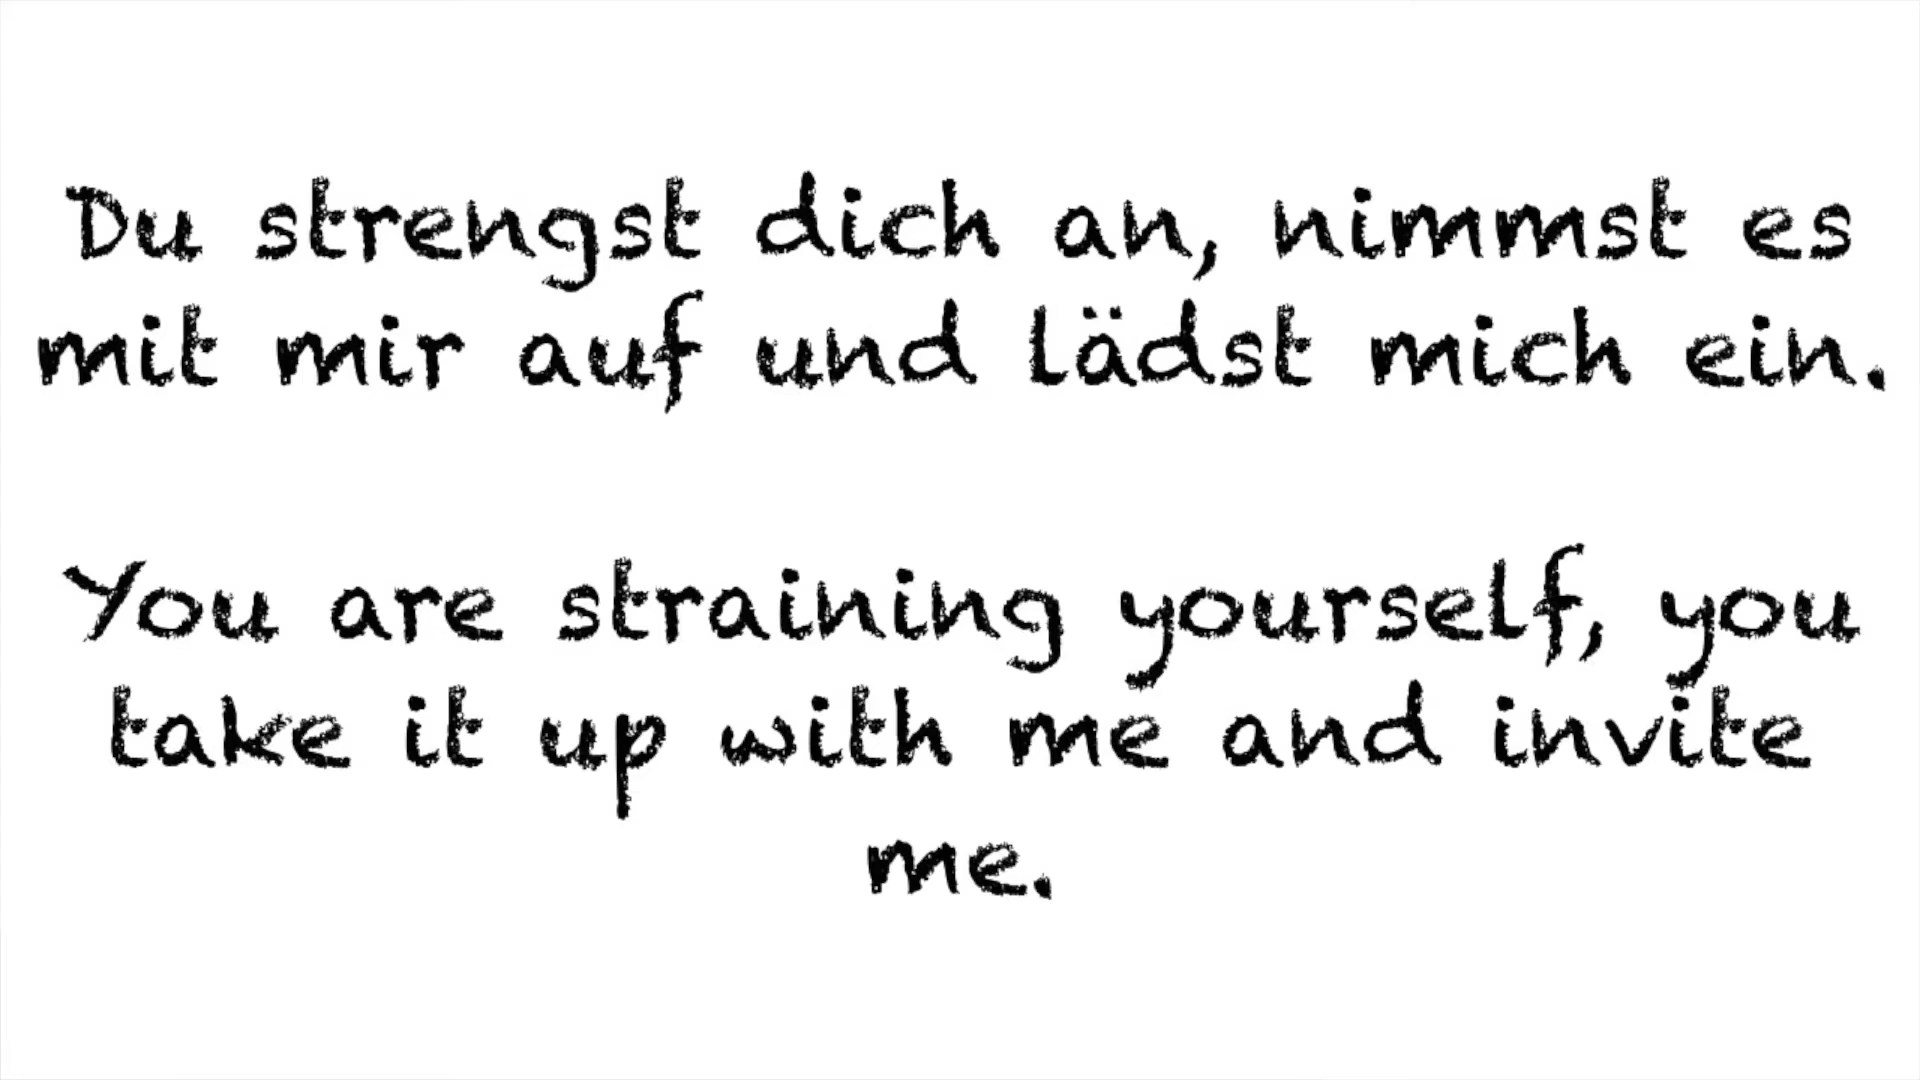 Du strengst dich an, nimmst es
mit mir auf und lädst mich ein.
You are straining yourself, you
take it up with me and invite
me.